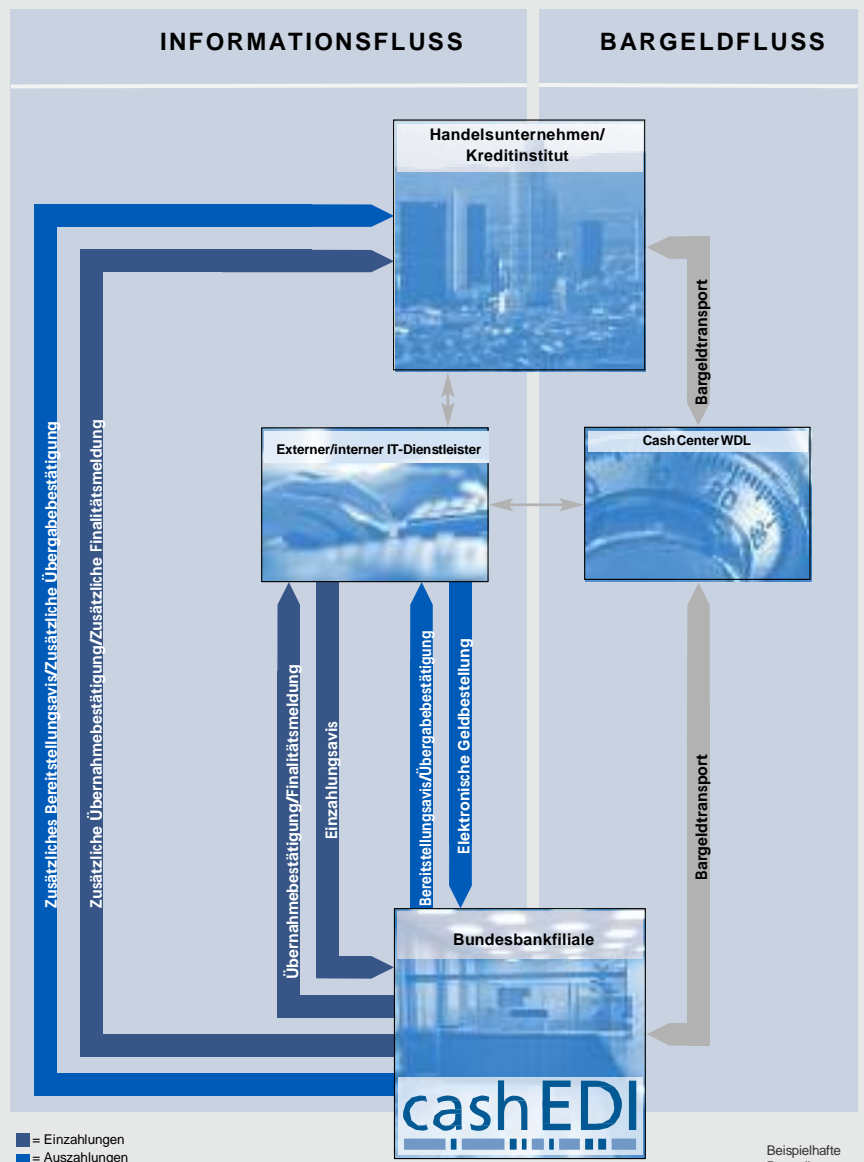 INFORMATIONSFLUSS
BARGELDFLUSS
Handelsunternehmen/
Kreditinstitut
Zusätzliches Bereitstellungsavis/Zusätzliche Übergabebestätigung
Zusätzliche Übernahmebestätigung/Zusätzliche Finalitätsmeldung
Bargeldtransport
Externer/interner IT-Dienstleister
Cash Center WDL
Übernahmebestätigung/Finalitätsmeldung
Einzahlungsavis
Bereitstellungsavis/Übergabebestätigung
Elektronische Geldbestellung
Bargeldtransport
Bundesbankfiliale
cashEDI
= Einzahlungen
= Auszahlungen
Beispielhafte